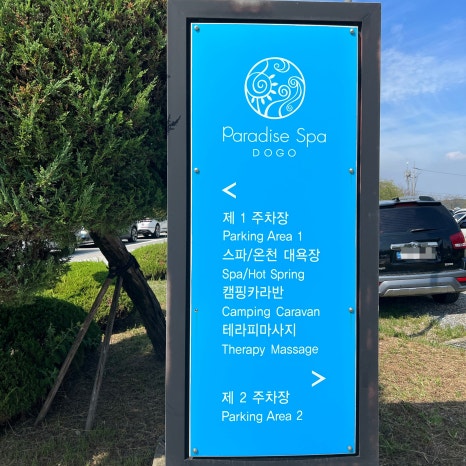 Paradise Spa
DOGO
<
제 1 주차장
Parking Area 1
스파/온천 대욕장
Spa/Hot Spring
캠핑카라반
Camping Caravan
테라피마사지
Therapy Massage
>
제 2 주차장
Parking Area 2